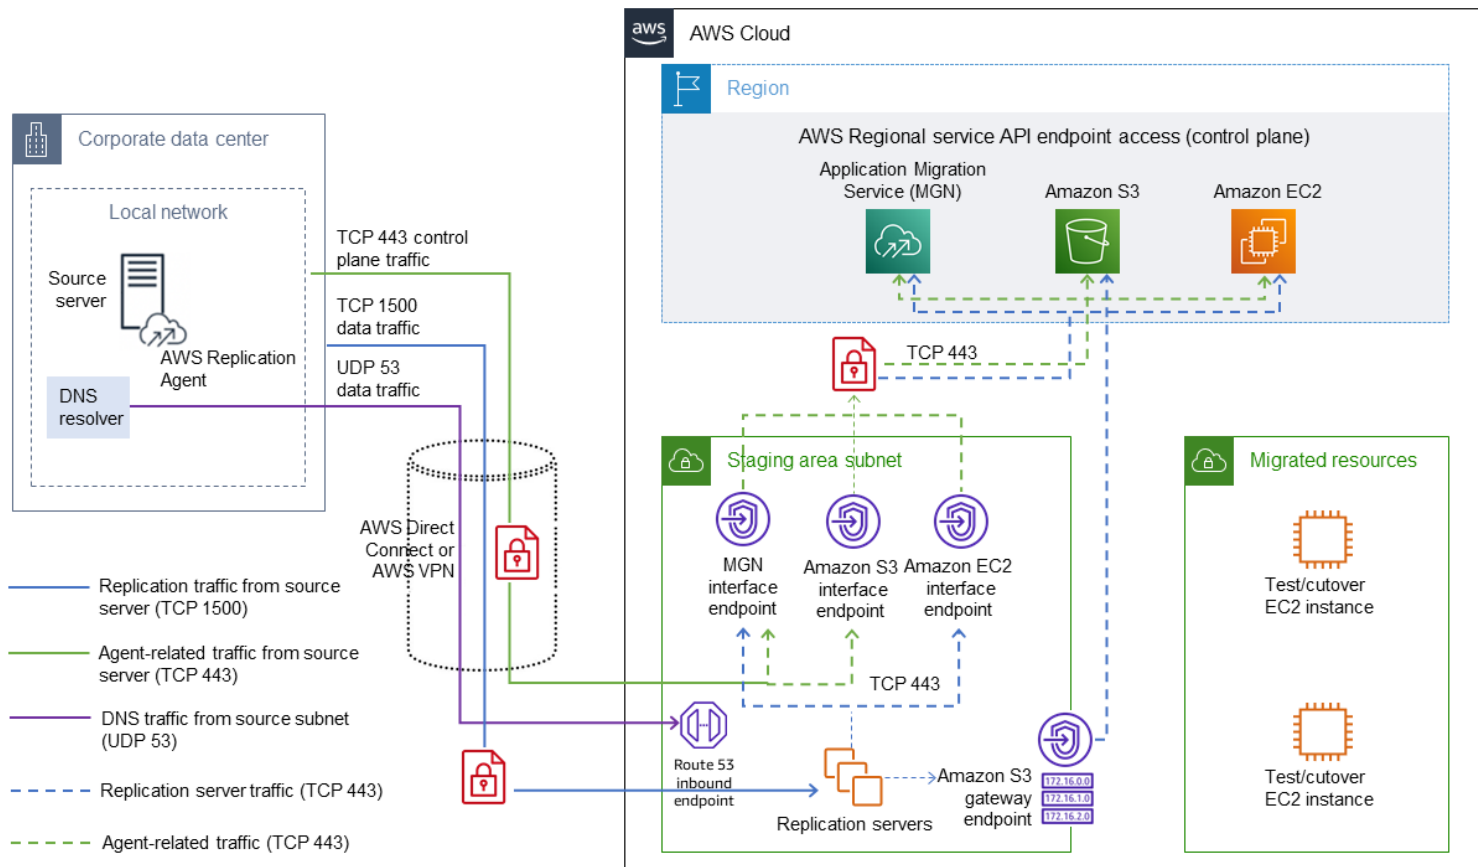 aws
AWS Cloud
Region
AWS Regional service API endpoint access (control plane)
Application Migration
Service (MGN)
Amazon S3
Amazon EC2
Corporate data center
Local network
Source
server
AWS Replication
Agent
DNS
resolver
TCP 443 control
plane traffic
TCP 1500
data traffic
UDP 53
data traffic
TCP 443
AWS Direct
Connect or
AWS VPN
Staging area subnet
MGN
interface
endpoint
Amazon S3
interface
endpoint
Amazon EC2
interface
endpoint
TCP 443
Route 53
inbound
endpoint
Replication servers
Amazon S3
gateway
endpoint
172.16.0.0
172.16.1.0
172.16.2.0
Migrated resources
Test/cutover
EC2 instance
Test/cutover
EC2 instance
Replication traffic from source
server (TCP 1500)
Agent-related traffic from source
server (TCP 443)
DNS traffic from source subnet
(UDP 53)
Replication server traffic (TCP 443)
Agent-related traffic (TCP 443)